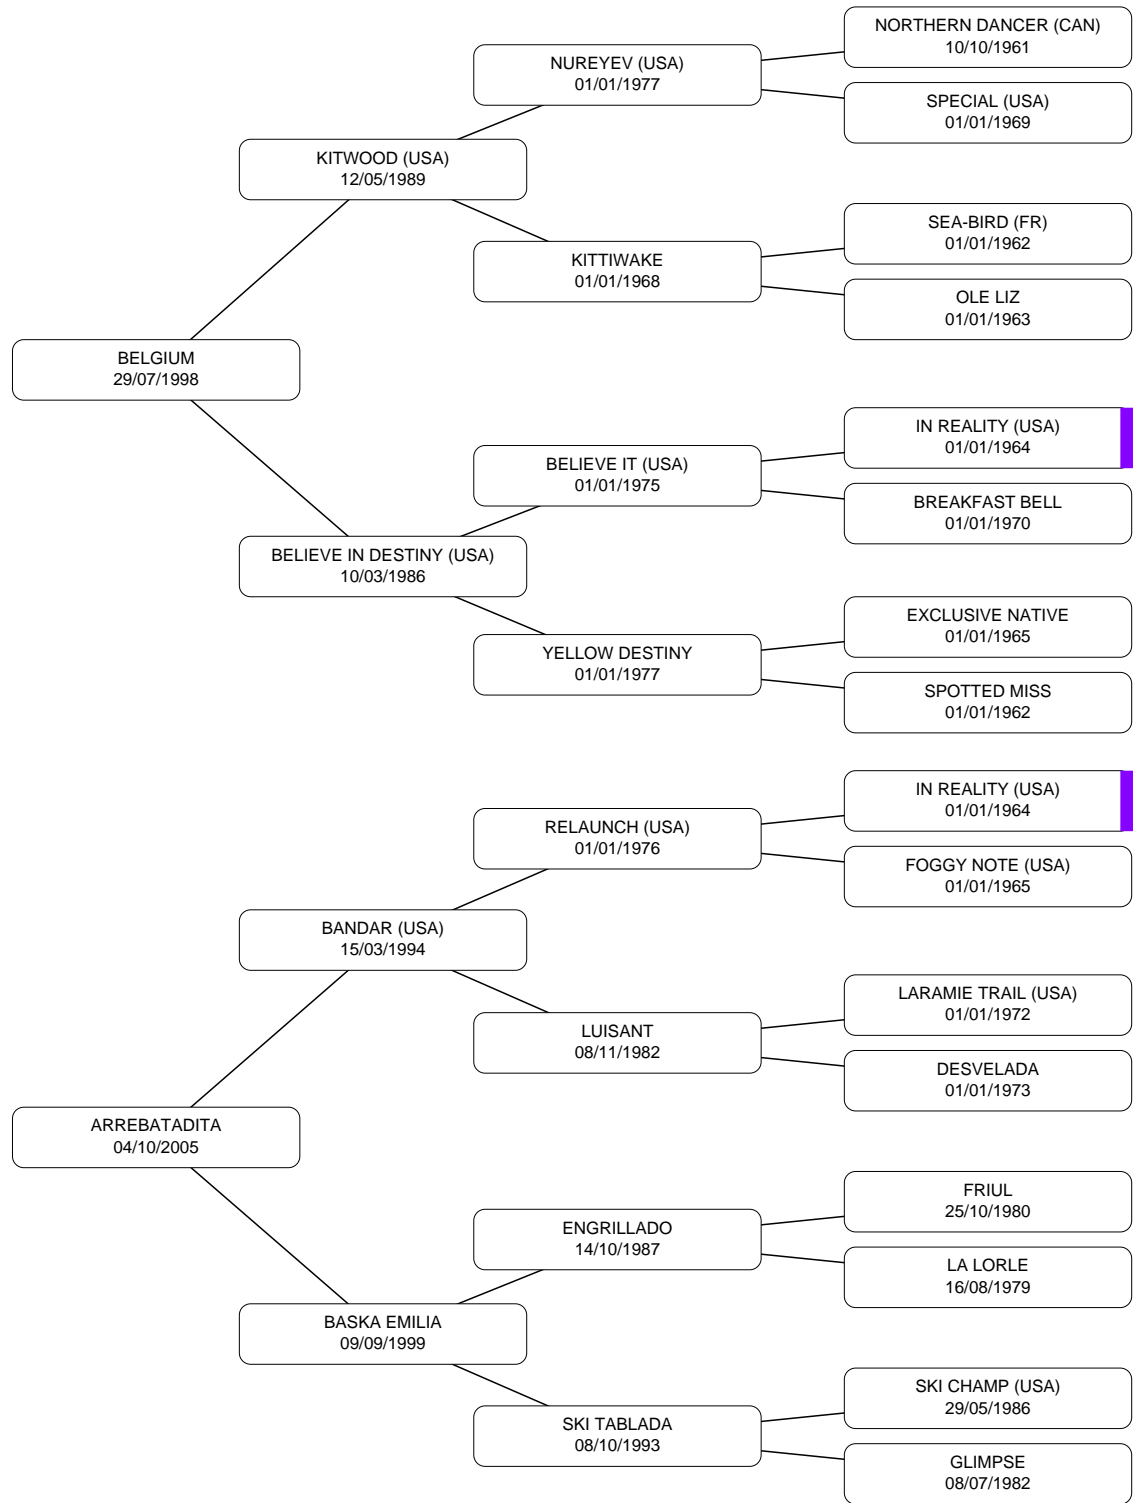 NORTHERN DANCER (CAN)
10/10/1961
NUREYEV (USA)
01/01/1977
SPECIAL (USA)
01/01/1969
KITWOOD (USA)
12/05/1989
SEA-BIRD (FR)
01/01/1962
KITTIWAKE
01/01/1968
OLE LIZ
01/01/1963
BELGIUM
29/07/1998
IN REALITY (USA)
01/01/1964
BELIEVE IT (USA)
01/01/1975
BREAKFAST BELL
01/01/1970
BELIEVE IN DESTINY (USA)
10/03/1986
EXCLUSIVE NATIVE
01/01/1965
YELLOW DESTINY
01/01/1977
SPOTTED MISS
01/01/1962
IN REALITY (USA)
01/01/1964
RELAUNCH (USA)
01/01/1976
FOGGY NOTE (USA)
01/01/1965
BANDAR (USA)
15/03/1994
LARAMIE TRAIL (USA)
01/01/1972
LUISANT
08/11/1982
DESVELADA
01/01/1973
ARREBATADITA
04/10/2005
FRIUL
25/10/1980
ENGRILLADO
14/10/1987
LA LORLE
16/08/1979
BASKA EMILIA
09/09/1999
SKI CHAMP (USA)
29/05/1986
SKI TABLADA
08/10/1993
GLIMPSE
08/07/1982